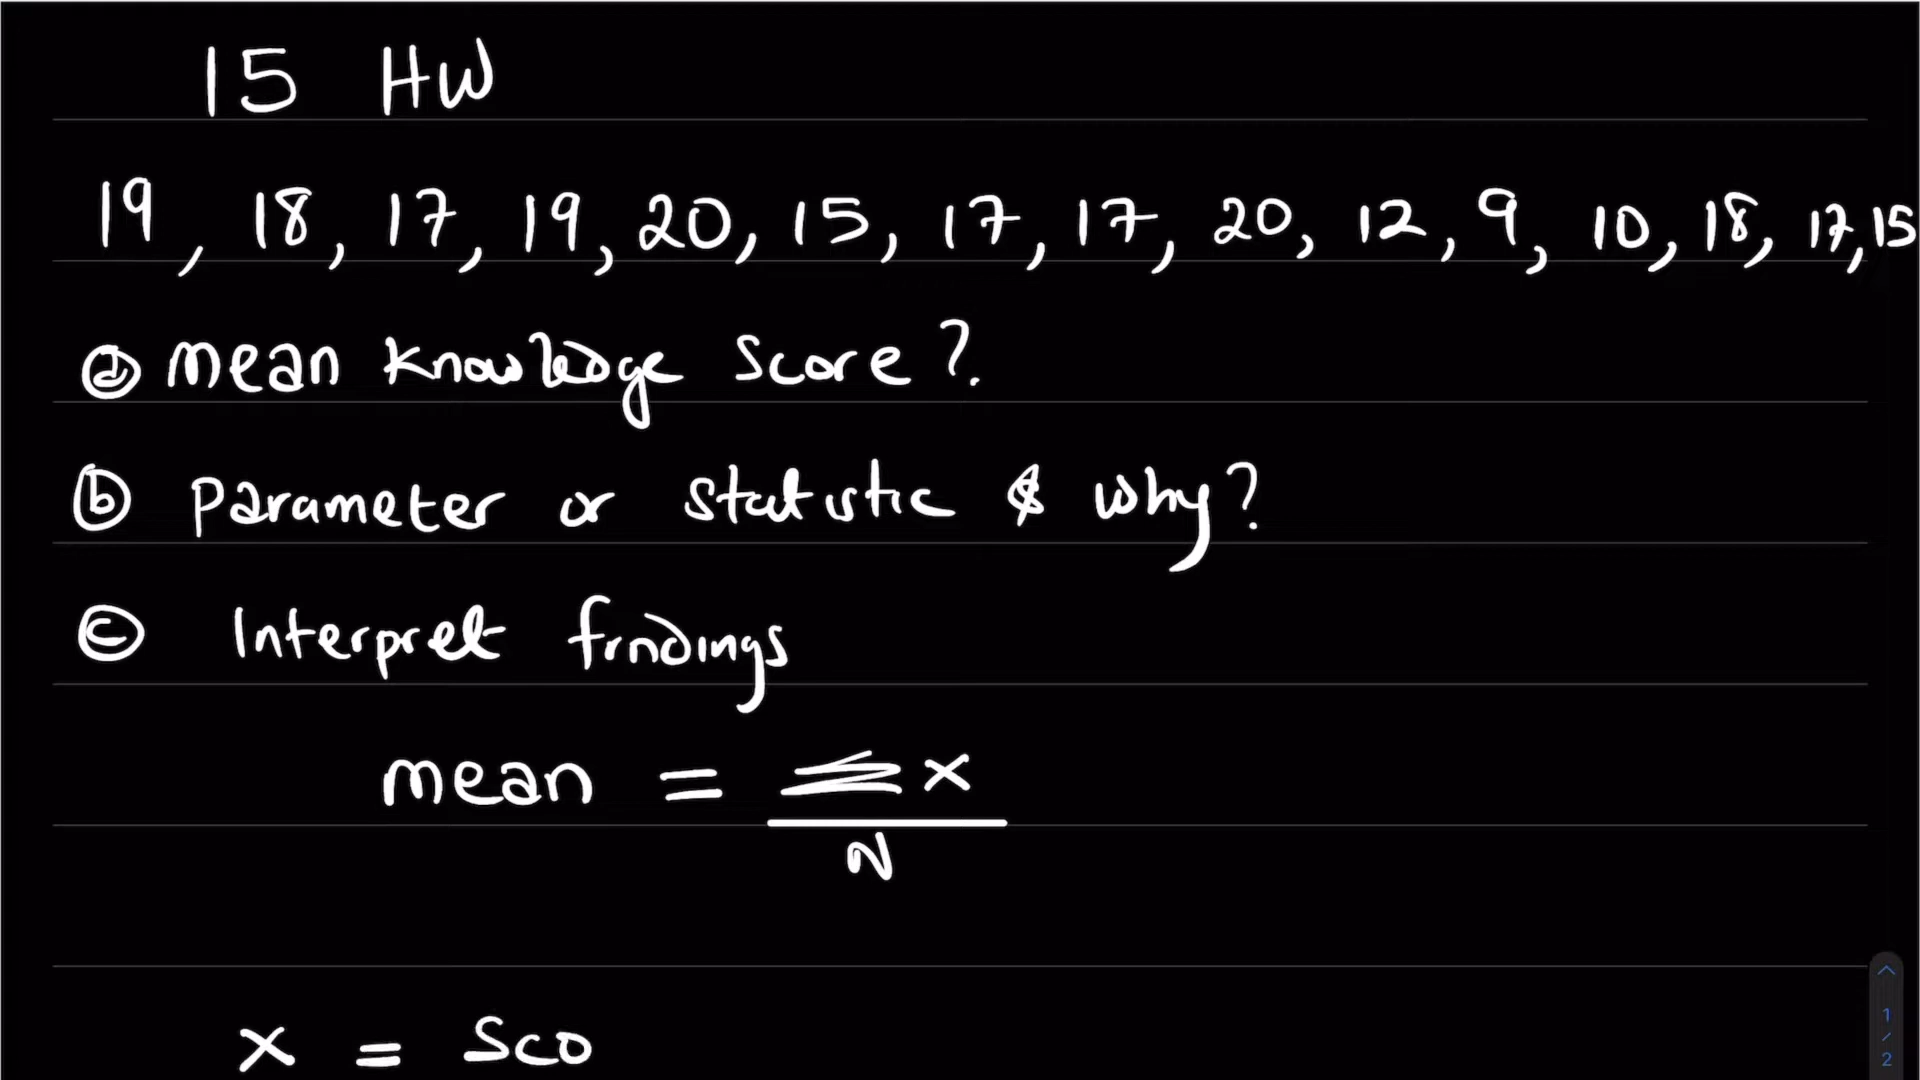 15 HW
19, 18, 17, 19, 20, 15, 17, 17, 20, 12, 9, 10, 18, 17, 15
ⓐ mean knowledge score?
ⓑ parameter or statistic & why?
ⓒ Interpret findings
mean = Σx
N
x = sco
1
/
2